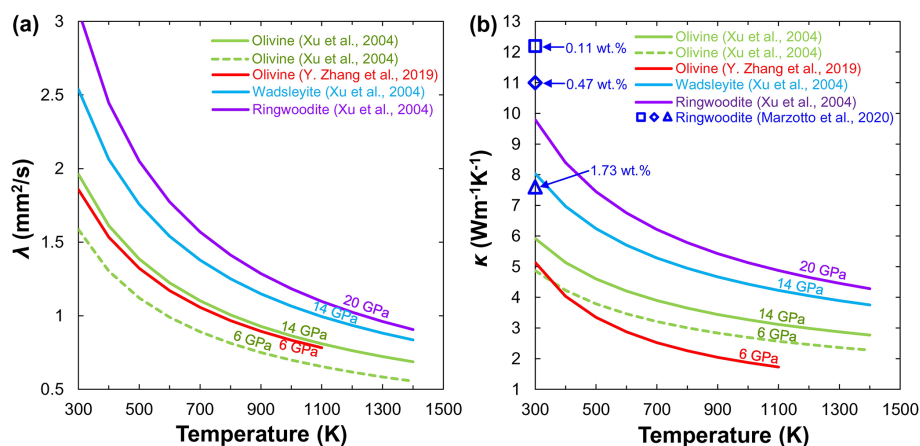 (a)
3
2.5
2
1.5
1
0.5
λ (mm²/s)
Olivine (Xu et al., 2004)
Olivine (Xu et al., 2004)
Olivine (Y. Zhang et al., 2019)
Wadsleyite (Xu et al., 2004)
Ringwoodite (Xu et al., 2004)
20 GPa
14 GPa
14 GPa
6 GPa
6 GPa
300 500 700 900 1100 1300 1500
Temperature (K)
(b)
13
12
11
10
9
8
7
6
5
4
3
2
1
κ (Wm⁻¹K⁻¹)
Olivine (Xu et al., 2004)
Olivine (Xu et al., 2004)
Olivine (Y. Zhang et al., 2019)
Wadsleyite (Xu et al., 2004)
Ringwoodite (Xu et al., 2004)
Ringwoodite (Marzotto et al., 2020)
0.11 wt.%
0.47 wt.%
1.73 wt.%
20 GPa
14 GPa
14 GPa
6 GPa
6 GPa
300 500 700 900 1100 1300 1500
Temperature (K)